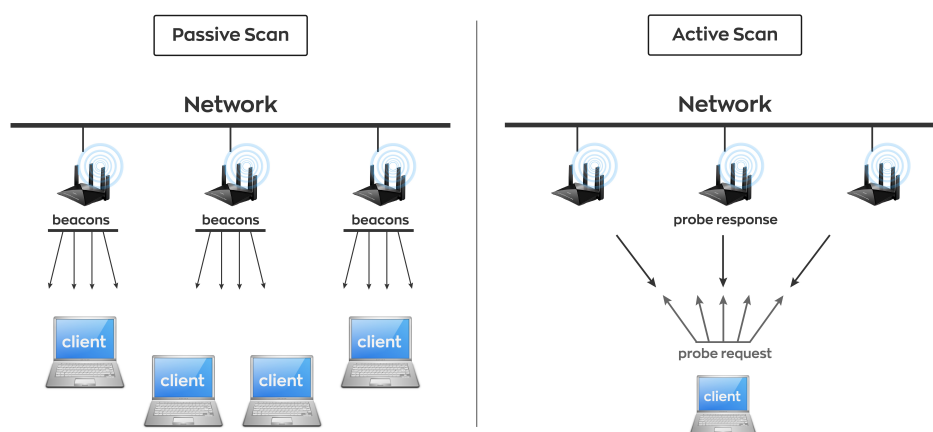 Passive Scan
Network
beacons
beacons
beacons
client
client
client
client
Active Scan
Network
probe response
probe request
client